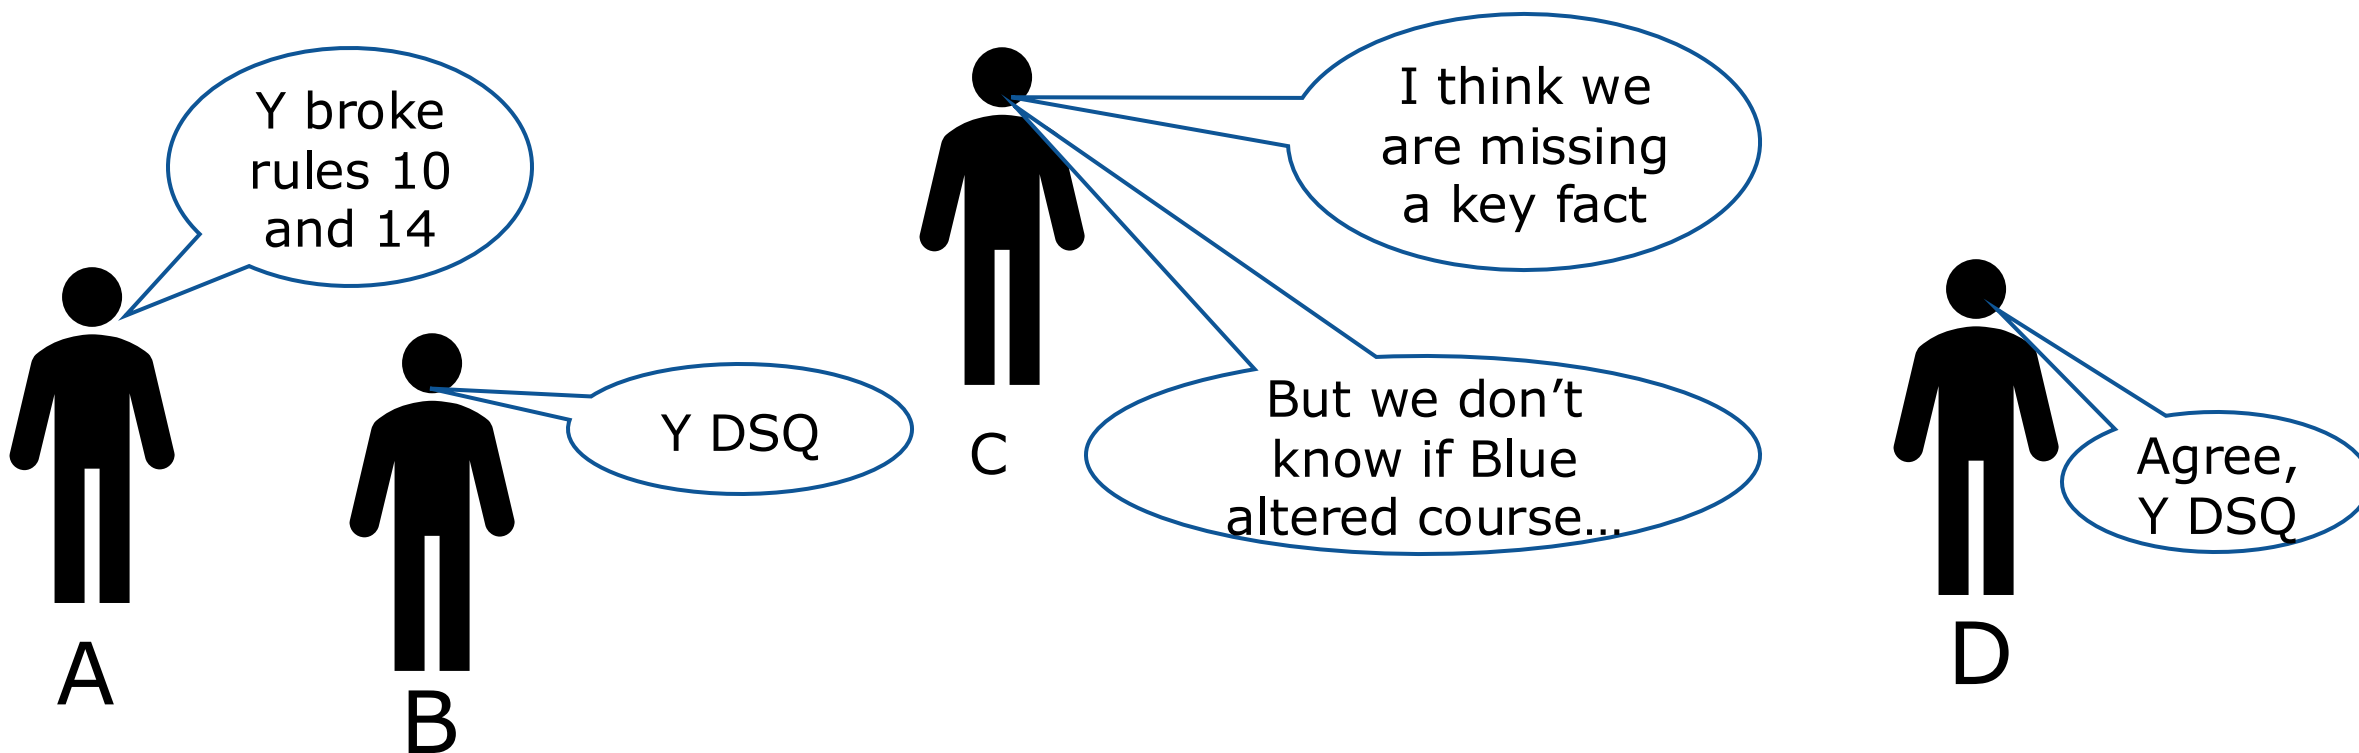 Y broke
rules 10
and 14
A
Y DSQ
B
I think we
are missing
a key fact
But we don’t
know if Blue
altered course…
C
Agree,
Y DSQ
D